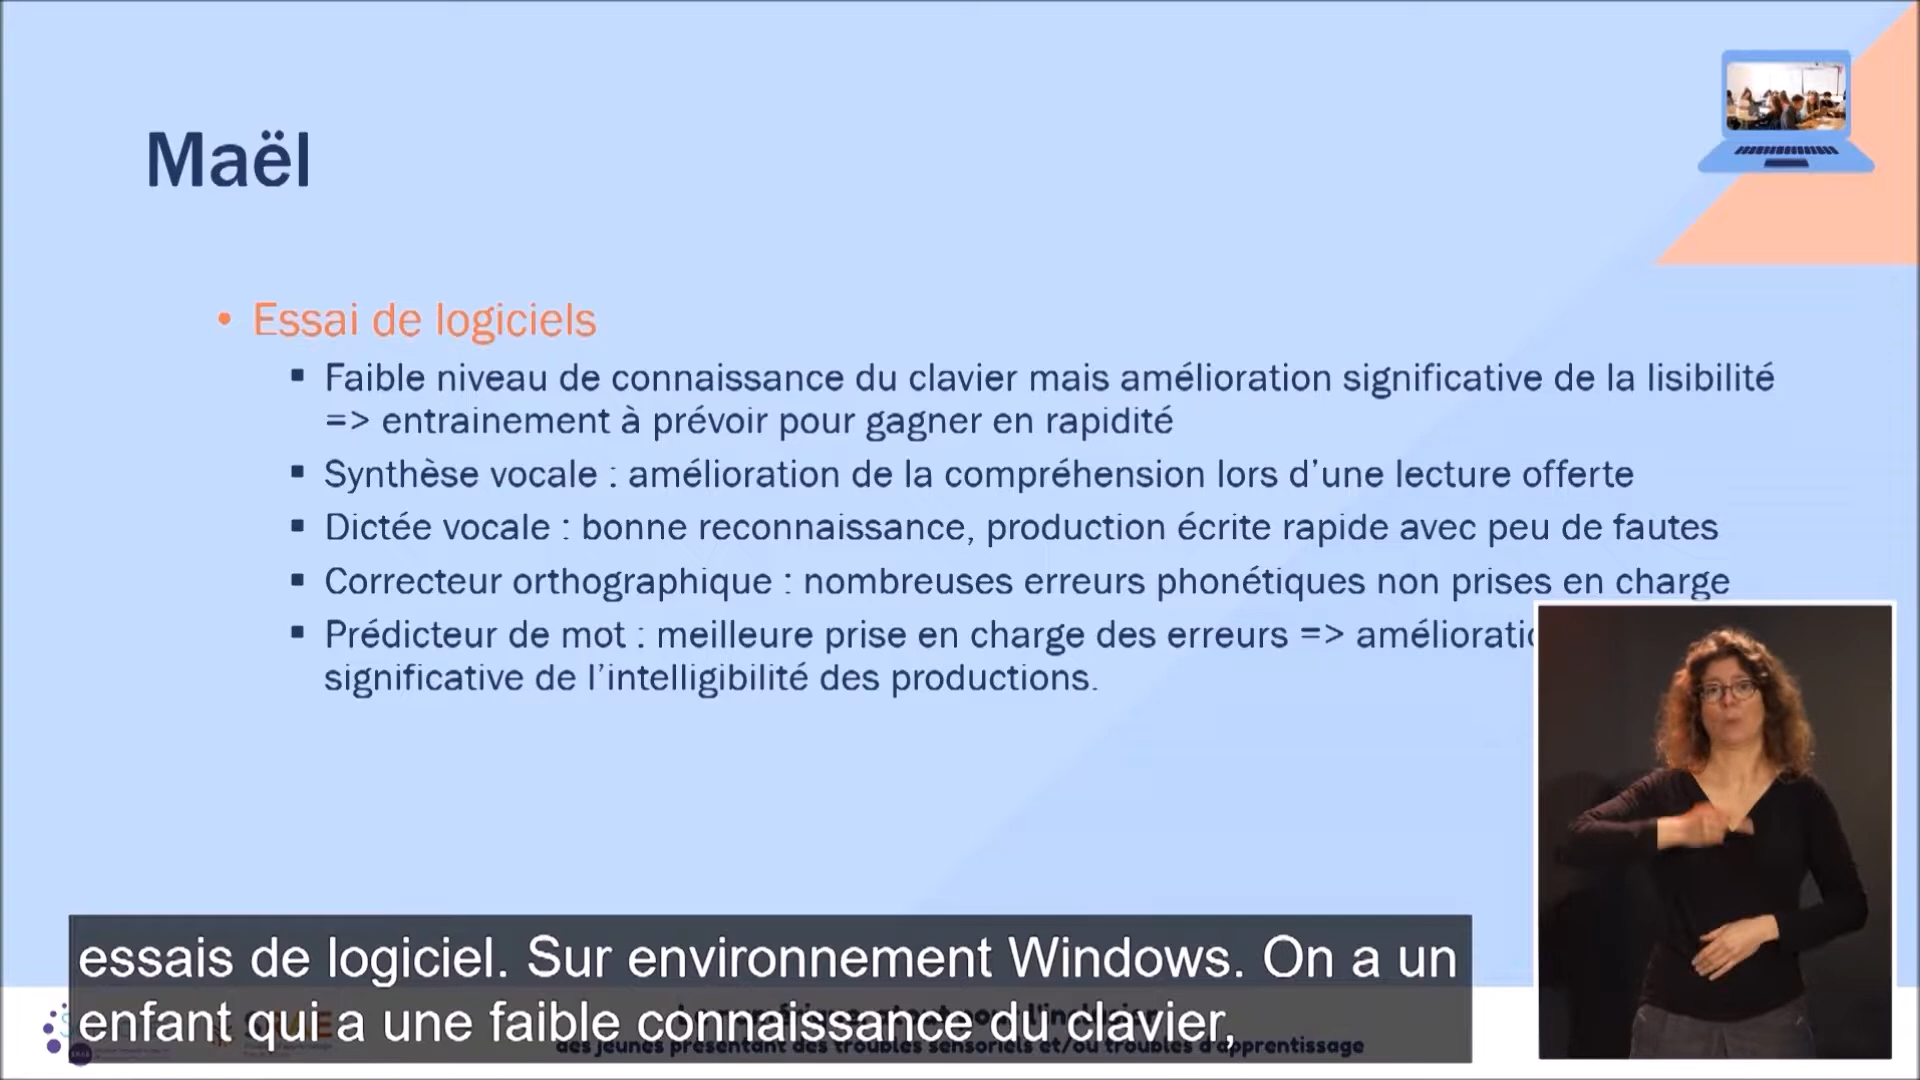 Maël
• Essai de logiciels
▪ Faible niveau de connaissance du clavier mais amélioration significative de la lisibilité
=> entrainement à prévoir pour gagner en rapidité
▪ Synthèse vocale : amélioration de la compréhension lors d'une lecture offerte
▪ Dictée vocale : bonne reconnaissance, production écrite rapide avec peu de fautes
▪ Correcteur orthographique : nombreuses erreurs phonétiques non prises en charge
▪ Prédicteur de mot : meilleure prise en charge des erreurs =>
significative de l'intelligibilité des productions.
essais de logiciel. Sur environnement Windows. On a un
enfant qui a une faible connaissance du clavier,
des jeunes présentant des troubles sensoriels et/ou troubles d'apprentissage